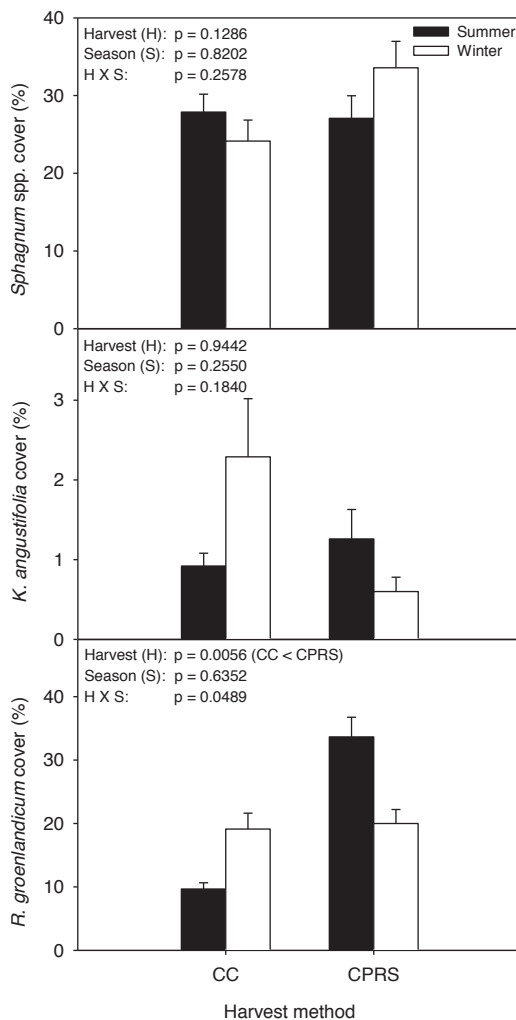 40
30
20
10
0
Sphagnum spp. cover (%)
Harvest (H): p = 0.1286
Season (S): p = 0.8202
H X S: p = 0.2578
Summer
Winter
3
2
1
0
K. angustifolia cover (%)
Harvest (H): p = 0.9442
Season (S): p = 0.2550
H X S: p = 0.1840
40
30
20
10
0
R. groenlandicum cover (%)
Harvest (H): p = 0.0056 (CC < CPRS)
Season (S): p = 0.6352
H X S: p = 0.0489
CC CPRS
Harvest method